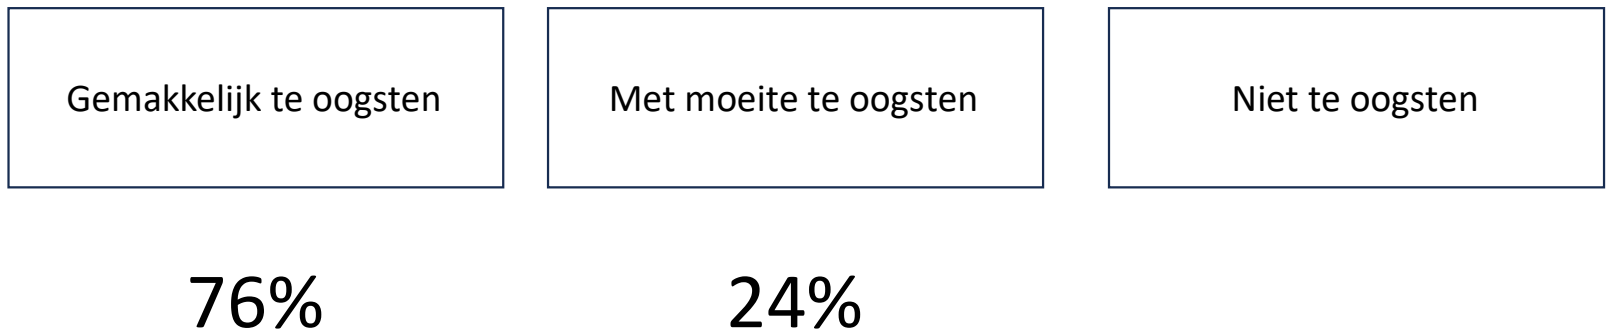 Gemakkelijk te oogsten
Met moeite te oogsten
Niet te oogsten
76%
24%